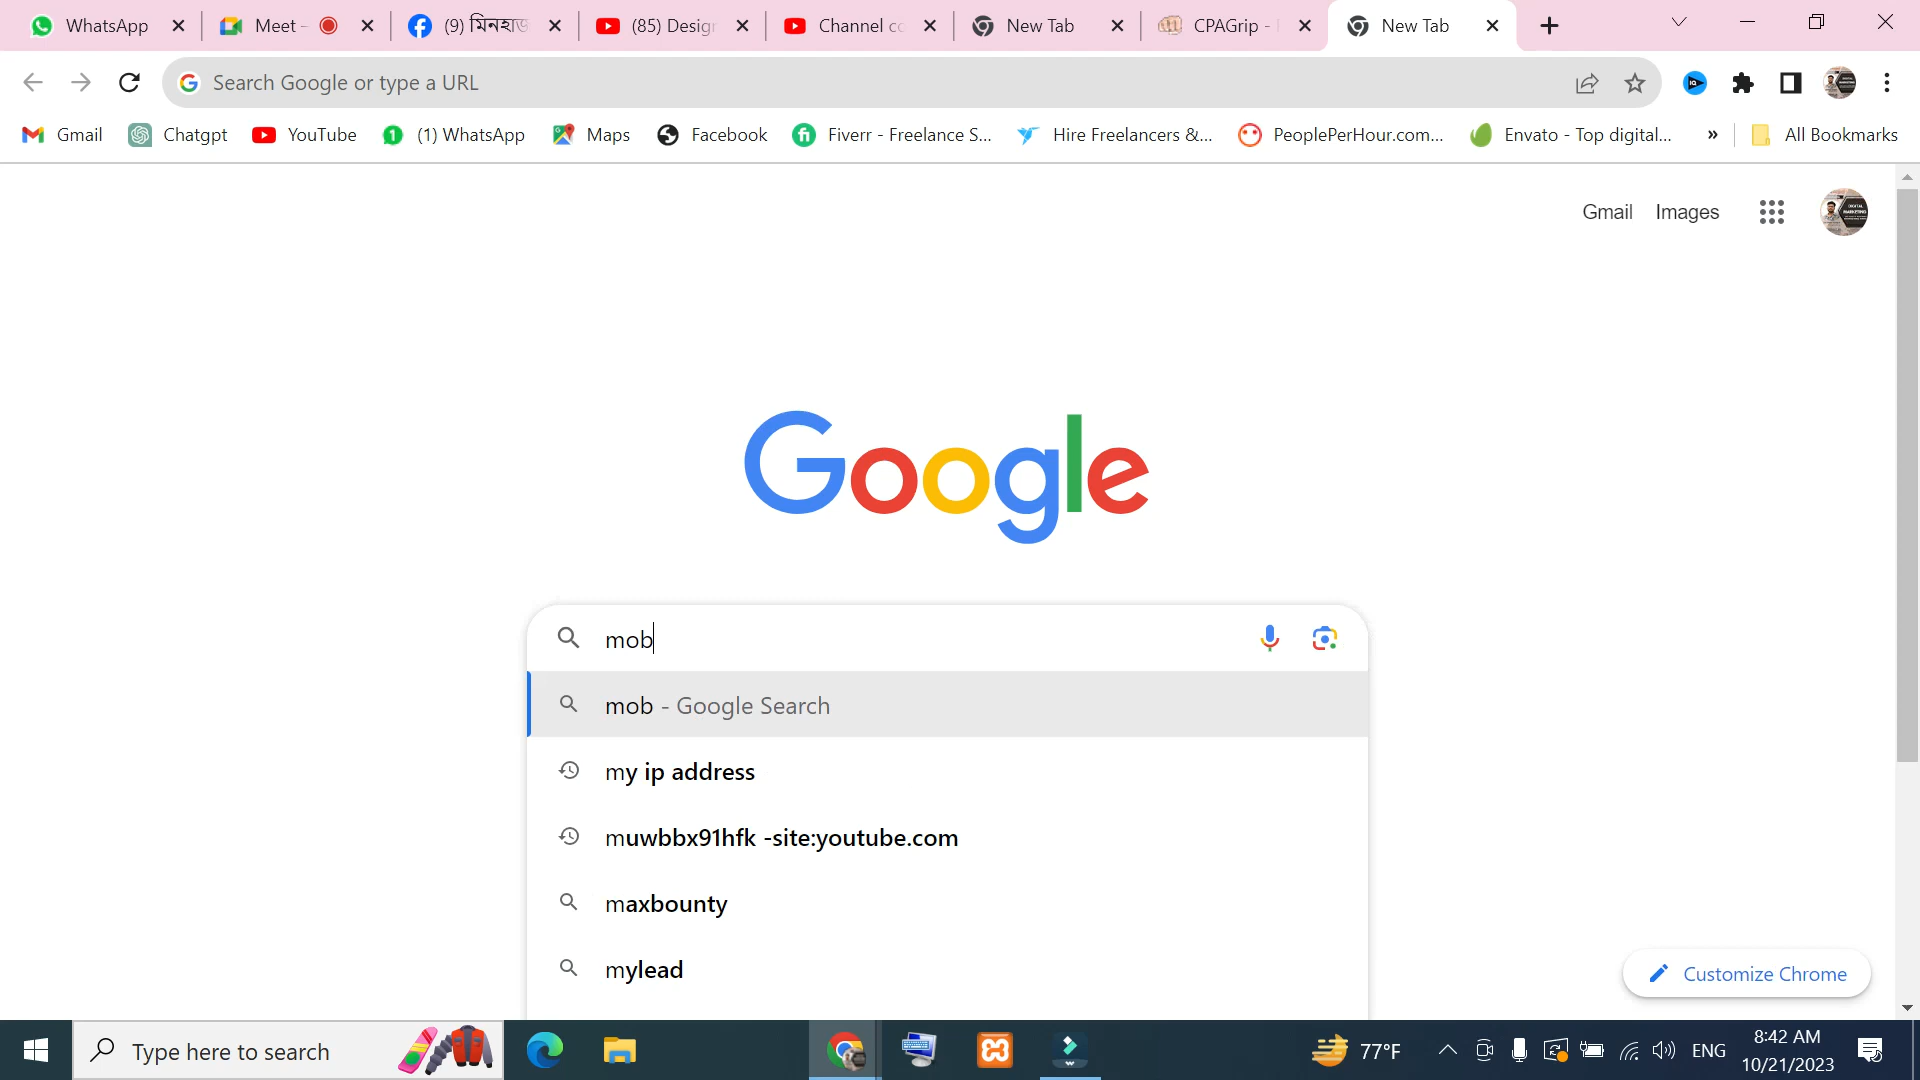 WhatsApp
Meet -
(9) মিনহাজ
(85) Desig
Channel co
New Tab
CPAGrip -
New Tab
Search Google or type a URL
Gmail
Chatgpt
YouTube
(1) WhatsApp
Maps
Facebook
Fiverr - Freelance S...
Hire Freelancers &...
PeoplePerHour.com...
Envato - Top digital...
»
All Bookmarks
Gmail
Images
Google
mob
mob - Google Search
my ip address
muwbbx91hfk -site:youtube.com
maxbounty
mylead
Customize Chrome
Type here to search
77°F
ENG
8:42 AM
10/21/2023